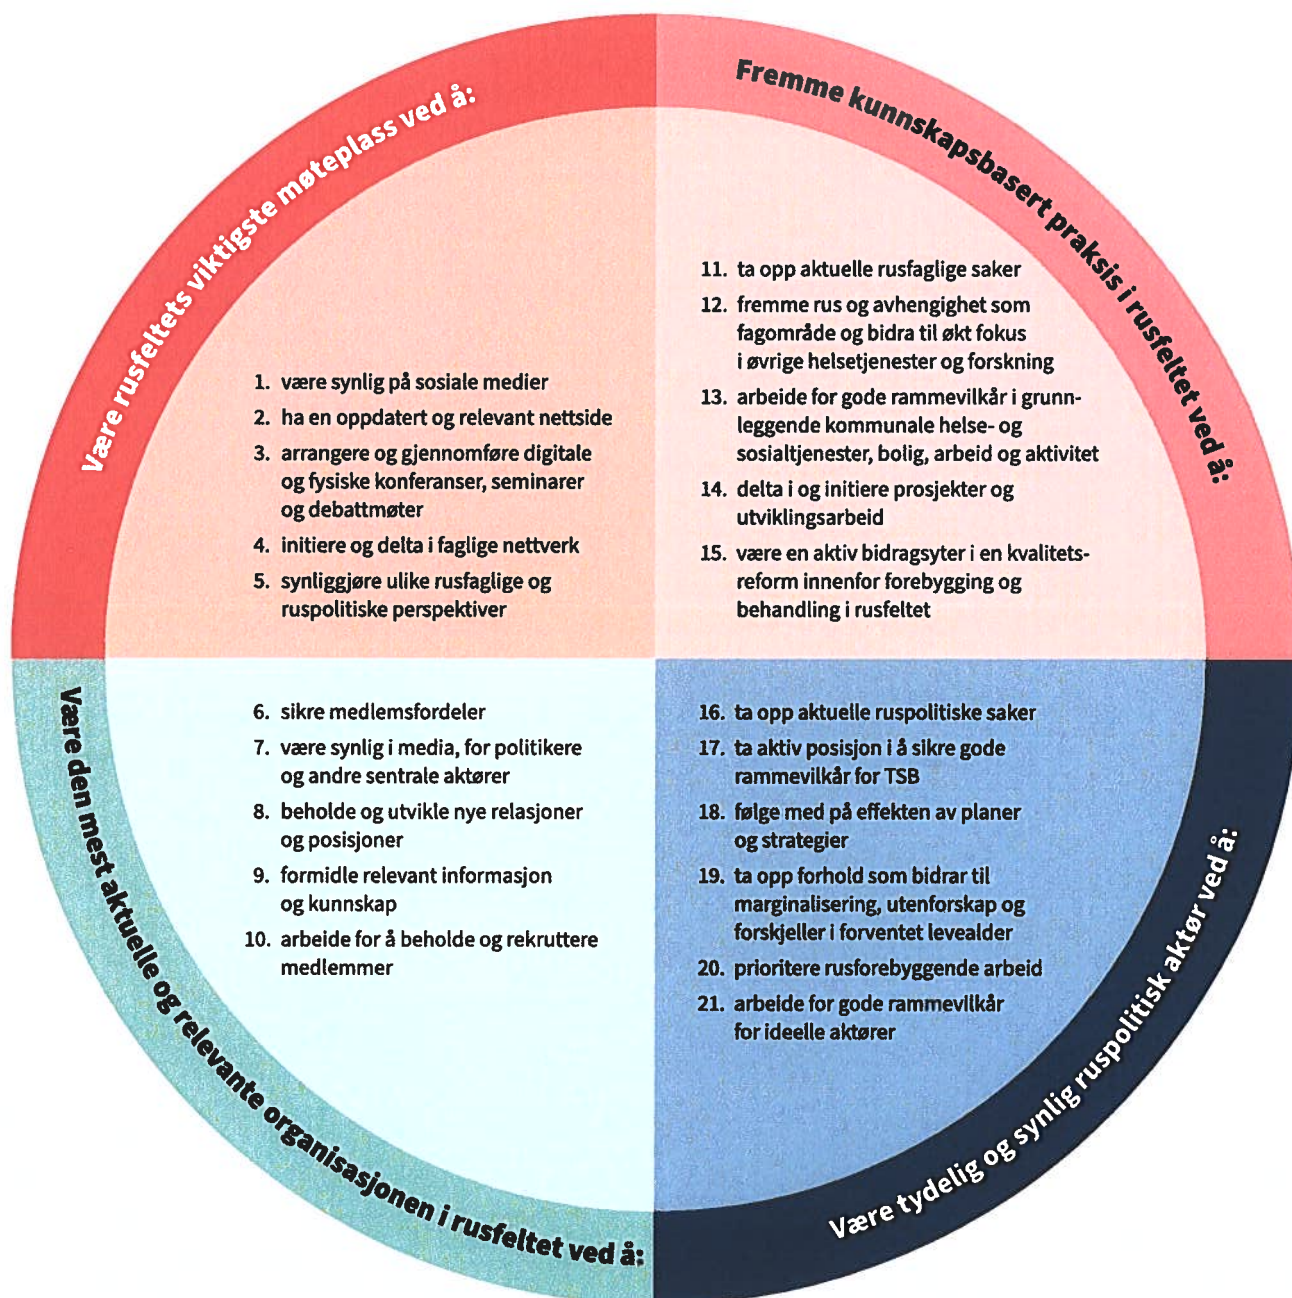 Være rusfeltets viktigste møteplass ved å:
1. være synlig på sosiale medier
2. ha en oppdatert og relevant nettside
3. arrangere og gjennomføre digitale
og fysiske konferanser, seminarer
og debattmøter
4. initiere og delta i faglige nettverk
5. synliggjøre ulike rusfaglige og
ruspolitiske perspektiver
Være den mest aktuelle og relevante organisasjonen i rusfeltet ved å:
6. sikre medlemsfordeler
7. være synlig i media, for politikere
og andre sentrale aktører
8. beholde og utvikle nye relasjoner
og posisjoner
9. formidle relevant informasjon
og kunnskap
10. arbeide for å beholde og rekruttere
medlemmer
Fremme kunnskapsbasert praksis i rusfeltet ved å:
11. ta opp aktuelle rusfaglige saker
12. fremme rus og avhengighet som
fagområde og bidra til økt fokus
i øvrige helsetjenester og forskning
13. arbeide for gode rammevilkår i grunn-
leggende kommunale helse- og
sosialtjenester, bolig, arbeid og aktivitet
14. delta i og initiere prosjekter og
utviklingsarbeid
15. være en aktiv bidragsyter i en kvalitets-
reform innenfor forebygging og
behandling i rusfeltet
Være tydelig og synlig ruspolitisk aktør ved å:
16. ta opp aktuelle ruspolitiske saker
17. ta aktiv posisjon i å sikre gode
rammevilkår for TSB
18. følge med på effekten av planer
og strategier
19. ta opp forhold som bidrar til
marginalisering, utenforskap og
forskjeller i forventet levealder
20. prioritere rusforebyggende arbeid
21. arbeide for gode rammevilkår
for ideelle aktører